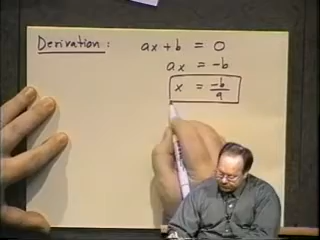 Derivation: ax + b = 0
ax = -b
x = -b/a